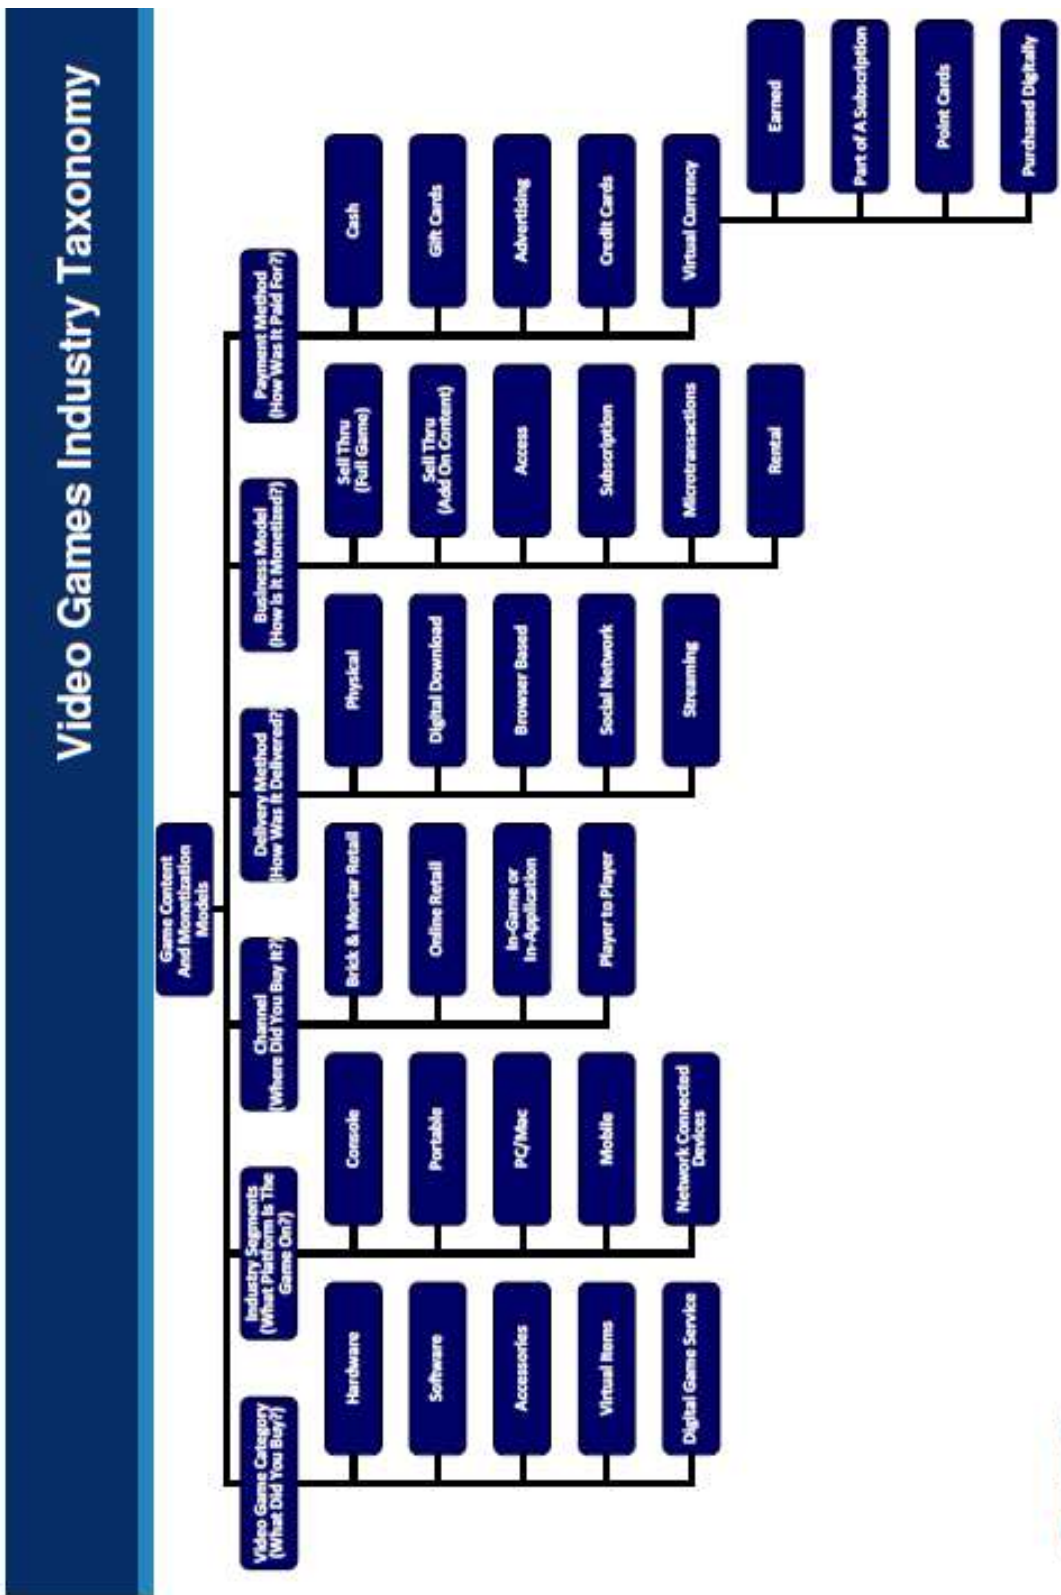 Video Games Industry Taxonomy
Game Content
And Monetization
Models
Video Game Category
(What Did You Buy?)
Hardware
Software
Accessories
Virtual Items
Digital Game Service
Industry Segments
(What Platform Is The
Game On?)
Console
Portable
PC/Mac
Mobile
Network Connected
Devices
Channel
(Where Did You Buy It?)
Brick & Mortar Retail
Online Retail
In-Game or
In-Application
Player to Player
Delivery Method
(How Was It Delivered?)
Physical
Digital Download
Browser Based
Social Network
Streaming
Business Model
(How Is It Monetized?)
Sell Thru
(Full Game)
Sell Thru
(Add On Content)
Access
Subscription
Microtransactions
Rental
Payment Method
(How Was It Paid For?)
Cash
Gift Cards
Advertising
Credit Cards
Virtual Currency
Earned
Part of A Subscription
Point Cards
Purchased Digitally